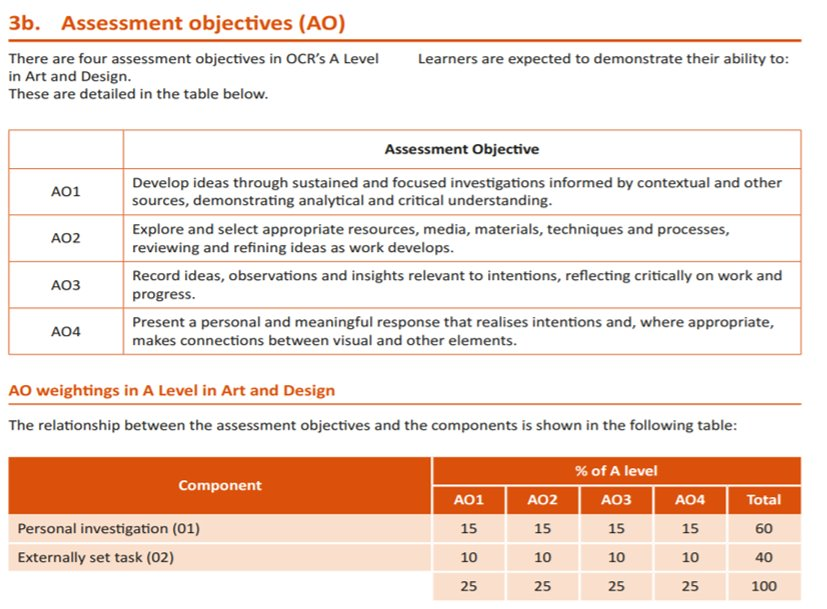 3b. Assessment objectives (AO)
There are four assessment objectives in OCR's A Level
in Art and Design.
These are detailed in the table below.
Learners are expected to demonstrate their ability to:
Assessment Objective
AO1
Develop ideas through sustained and focused investigations informed by contextual and other
sources, demonstrating analytical and critical understanding.
AO2
Explore and select appropriate resources, media, materials, techniques and processes,
reviewing and refining ideas as work develops.
AO3
Record ideas, observations and insights relevant to intentions, reflecting critically on work and
progress.
AO4
Present a personal and meaningful response that realises intentions and, where appropriate,
makes connections between visual and other elements.
AO weightings in A Level in Art and Design
The relationship between the assessment objectives and the components is shown in the following table:
Component
% of A level
AO1 AO2 AO3 AO4 Total
Personal investigation (01) 15 15 15 15 60
Externally set task (02) 10 10 10 10 40
25 25 25 25 100